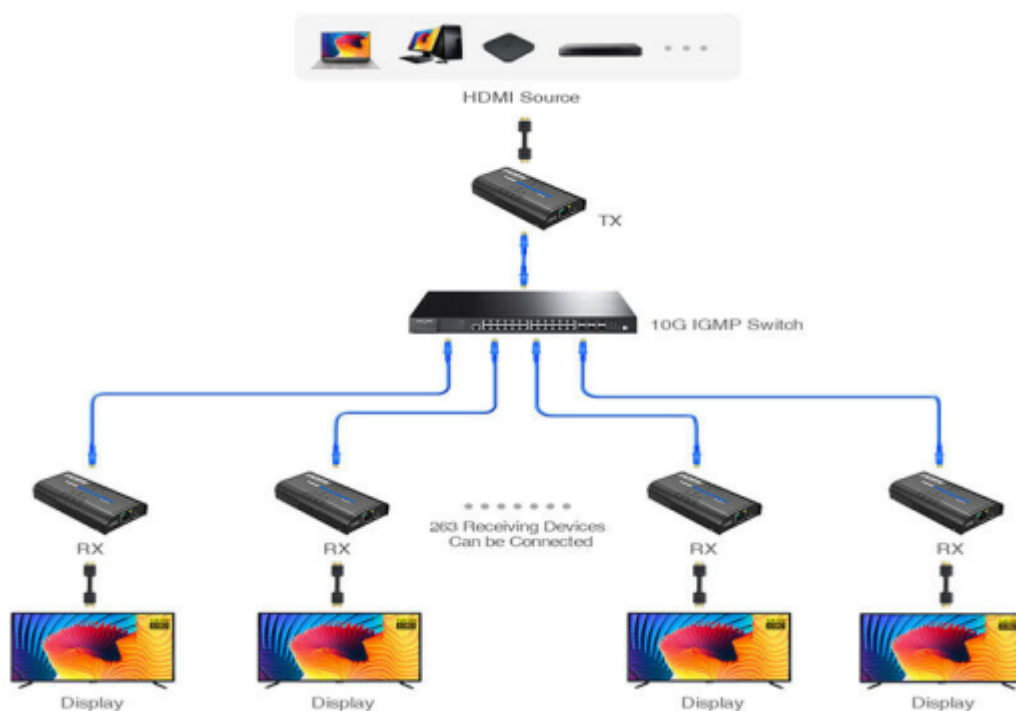 HDMI Source
TX
10G IGMP Switch
263 Receiving Devices
Can be Connected
RX
RX
RX
RX
Display
Display
Display
Display